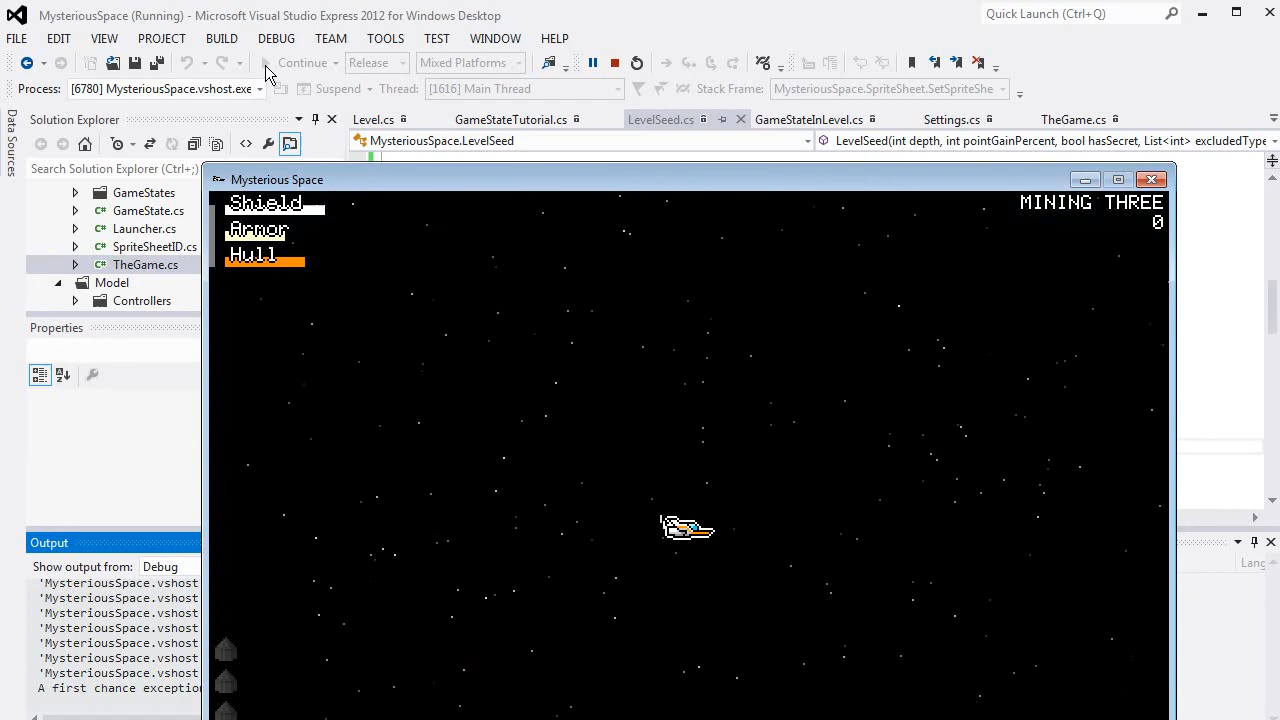 MysteriousSpace (Running) - Microsoft Visual Studio Express 2012 for Windows Desktop
Quick Launch (Ctrl+Q)
FILE EDIT VIEW PROJECT BUILD DEBUG TEAM TOOLS TEST WINDOW HELP
Continue Release Mixed Platforms
Process: [6780] MysteriousSpace.vshost.exe Suspend Thread: [1616] Main Thread Stack Frame: MysteriousSpace.SpriteSheet.SetSpriteShe
Data Sources
Solution Explorer
Level.cs GameStateTutorial.cs LevelSeed.cs GameStateInLevel.cs Settings.cs TheGame.cs
MysteriousSpace.LevelSeed
LevelSeed(int depth, int pointGainPercent, bool hasSecret, List<int> excludedType
Search Solution Explorer (Ctrl+;)
GameStates
GameState.cs
Launcher.cs
SpriteSheetID.cs
TheGame.cs
Model
Controllers
Properties
Mysterious Space
Shield
Armor
Hull
MINING THREE
0
Output
Show output from: Debug
'MysteriousSpace.vshost
'MysteriousSpace.vshost
'MysteriousSpace.vshost
'MysteriousSpace.vshost
'MysteriousSpace.vshost
'MysteriousSpace.vshost
'MysteriousSpace.vshost
A first chance exception
Lang